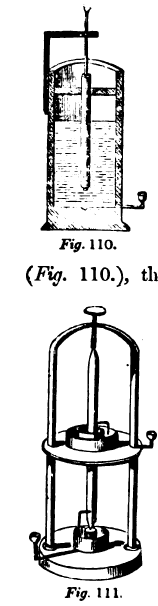 Fig. 110.
(Fig. 110.), th
Fig. 111.